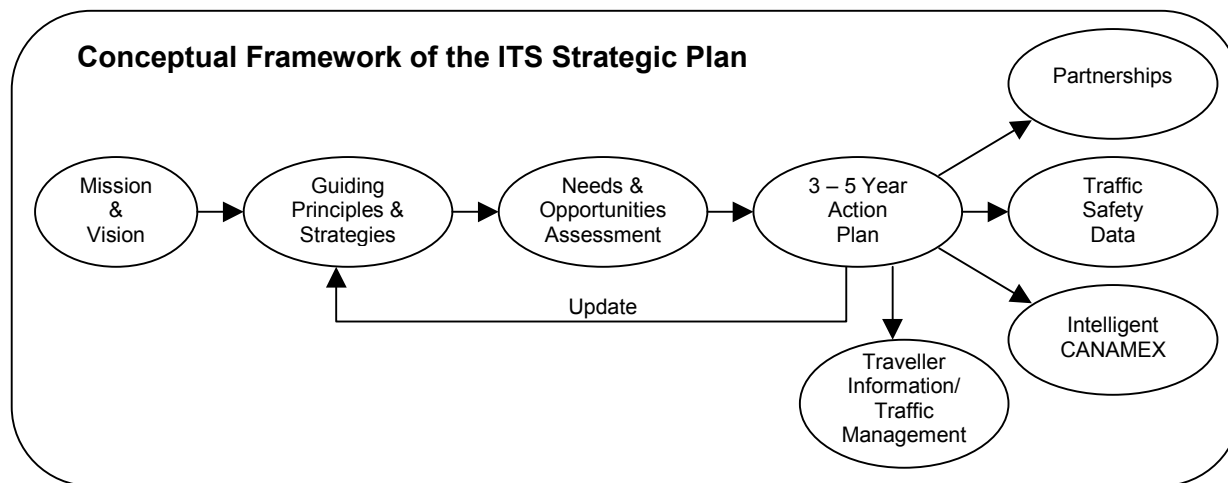 Conceptual Framework of the ITS Strategic Plan
Mission
&
Vision
Guiding
Principles &
Strategies
Needs &
Opportunities
Assessment
3 – 5 Year
Action
Plan
Partnerships
Traffic
Safety
Data
Intelligent
CANAMEX
Traveller
Information/
Traffic
Management
Update